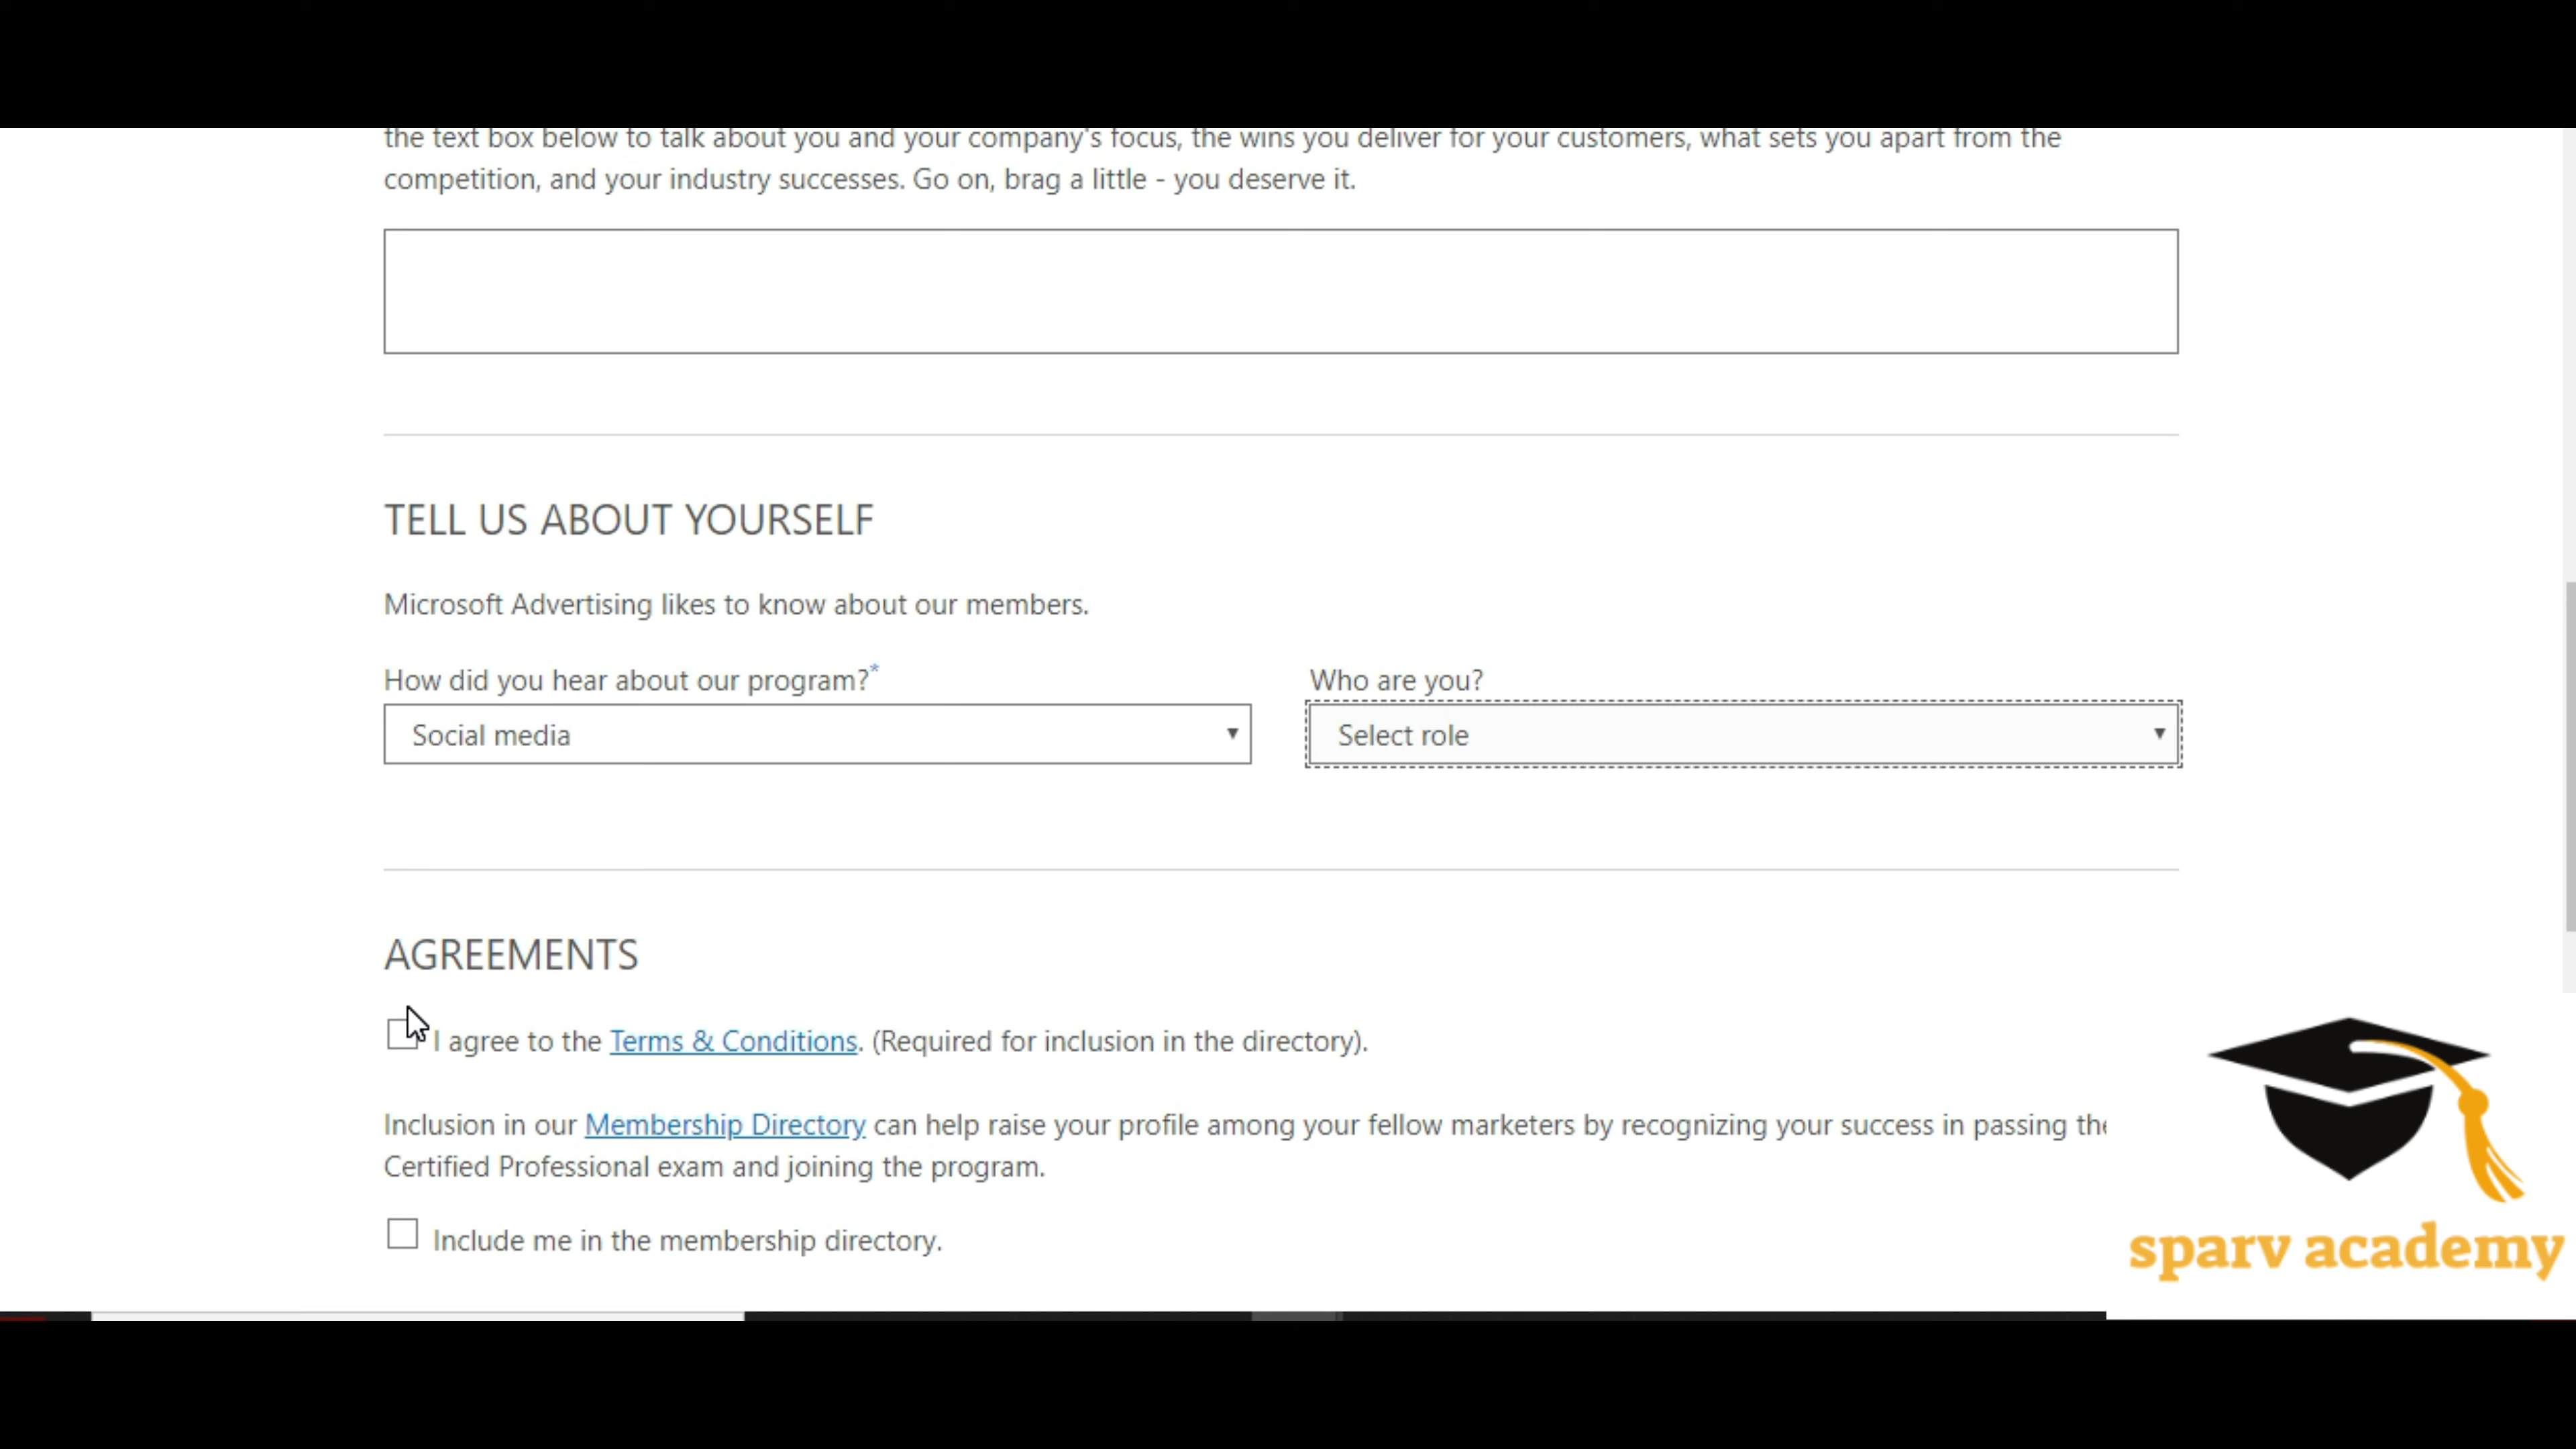 the text box below to talk about you and your company's focus, the wins you deliver for your customers, what sets you apart from the
competition, and your industry successes. Go on, brag a little - you deserve it.
TELL US ABOUT YOURSELF
Microsoft Advertising likes to know about our members.
How did you hear about our program?*
Who are you?
Social media
Select role
AGREEMENTS
I agree to the Terms & Conditions. (Required for inclusion in the directory).
Inclusion in our Membership Directory can help raise your profile among your fellow marketers by recognizing your success in passing the
Certified Professional exam and joining the program.
Include me in the membership directory.
sparv academy